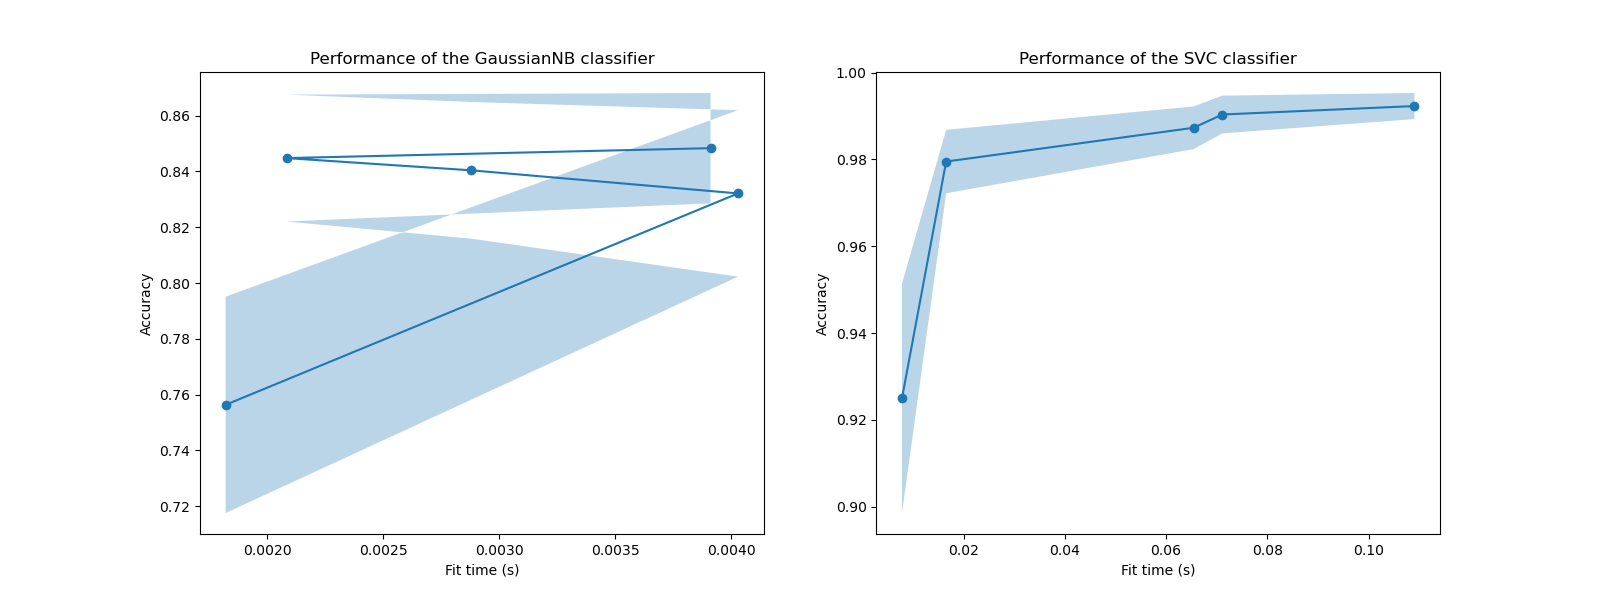 Performance of the GaussianNB classifier
0.86
0.84
0.82
0.80
0.78
0.76
0.74
0.72
Accuracy
0.0020 0.0025 0.0030 0.0035 0.0040
Fit time (s)
Performance of the SVC classifier
1.00
0.98
0.96
0.94
0.92
0.90
Accuracy
0.02 0.04 0.06 0.08 0.10
Fit time (s)